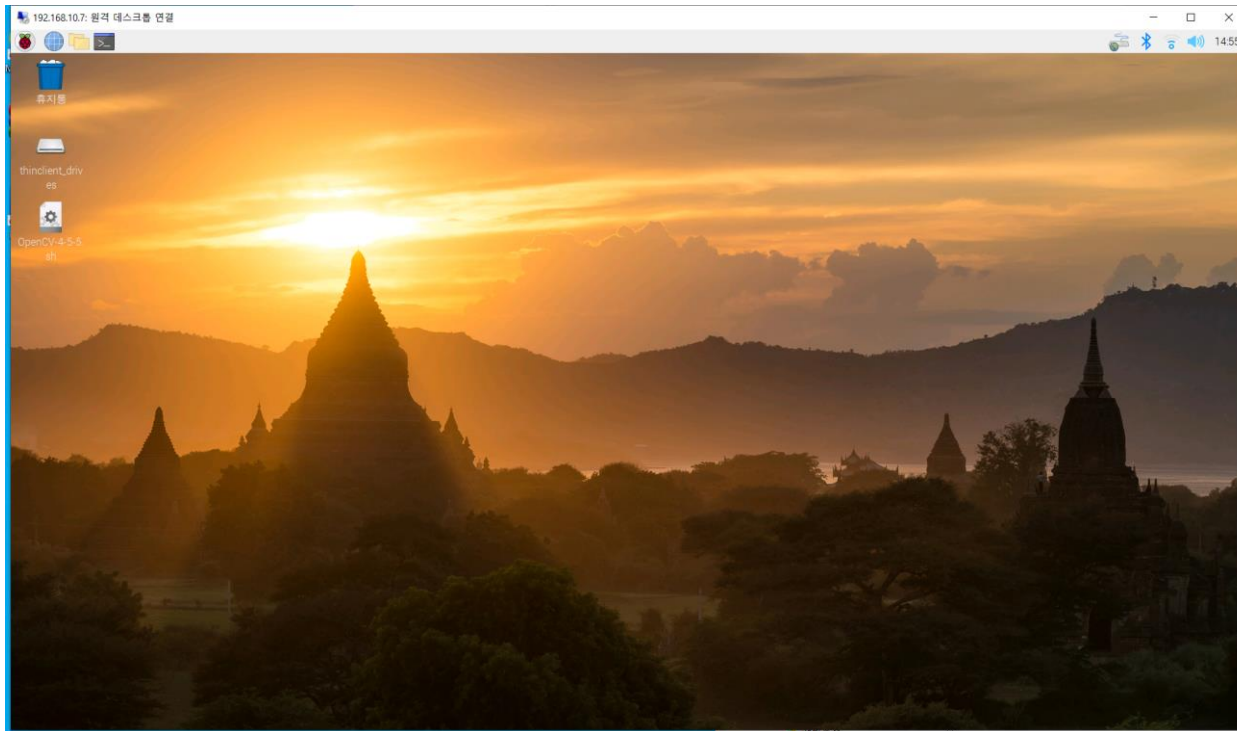 192.168.10.7: 원격 데스크톱 연결
>_
14:55
휴지통
thinclient_driv
es
OpenCV-4-5-5.
sh